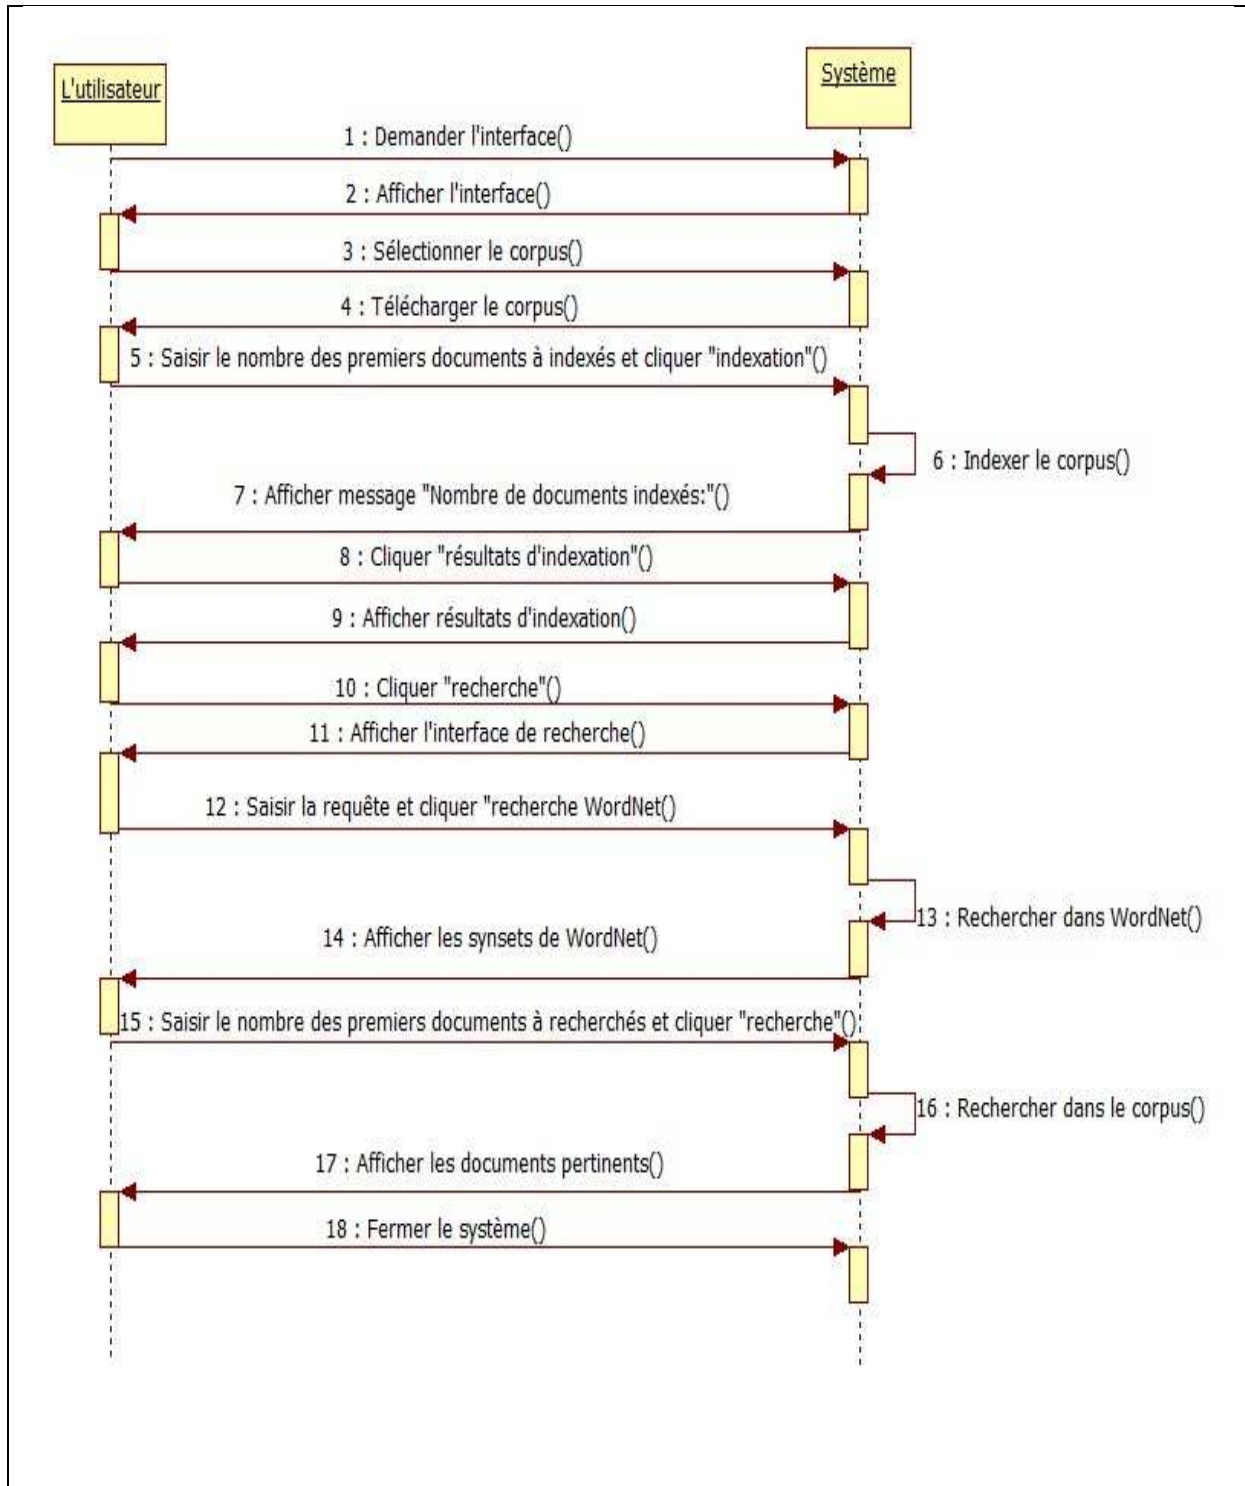 L'utilisateur
Système
1 : Demander l'interface()
2 : Afficher l'interface()
3 : Sélectionner le corpus()
4 : Télécharger le corpus()
5 : Saisir le nombre des premiers documents à indexés et cliquer "indexation"()
6 : Indexer le corpus()
7 : Afficher message "Nombre de documents indexés:"()
8 : Cliquer "résultats d'indexation"()
9 : Afficher résultats d'indexation()
10 : Cliquer "recherche"()
11 : Afficher l'interface de recherche()
12 : Saisir la requête et cliquer "recherche WordNet()
13 : Rechercher dans WordNet()
14 : Afficher les synsets de WordNet()
15 : Saisir le nombre des premiers documents à recherchés et cliquer "recherche"()
16 : Rechercher dans le corpus()
17 : Afficher les documents pertinents()
18 : Fermer le système()